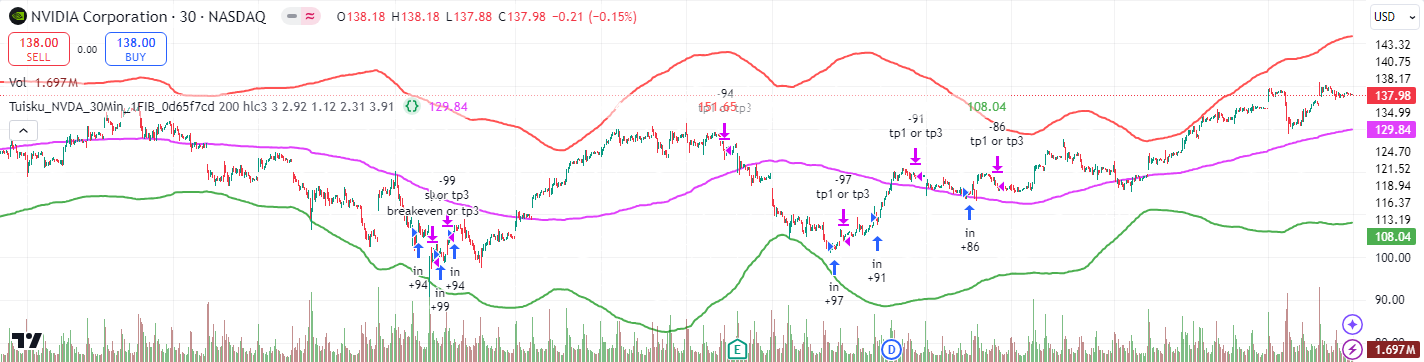 NVIDIA Corporation · 30 · NASDAQ
O138.18 H138.18 L137.88 C137.98 −0.21 (−0.15%)
USD
138.00
SELL
0.00
138.00
BUY
Vol 1.697M
Tuisku_NVDA_30Min_1FIB_0d65f7cd 200 hlc3 3 2.92 1.12 2.31 3.91 {} 129.84
151.65
108.04
-94
tp1 or tp3
-99
sl or tp3
breakeven or tp3
-97
tp1 or tp3
-91
tp1 or tp3
-86
tp1 or tp3
in
+94
in
+99
in
+94
in
+97
in
+91
in
+86
143.32
140.75
138.17
137.98
134.99
129.84
124.70
121.52
118.94
116.37
113.19
108.04
100.00
90.00
1.697M
E
D